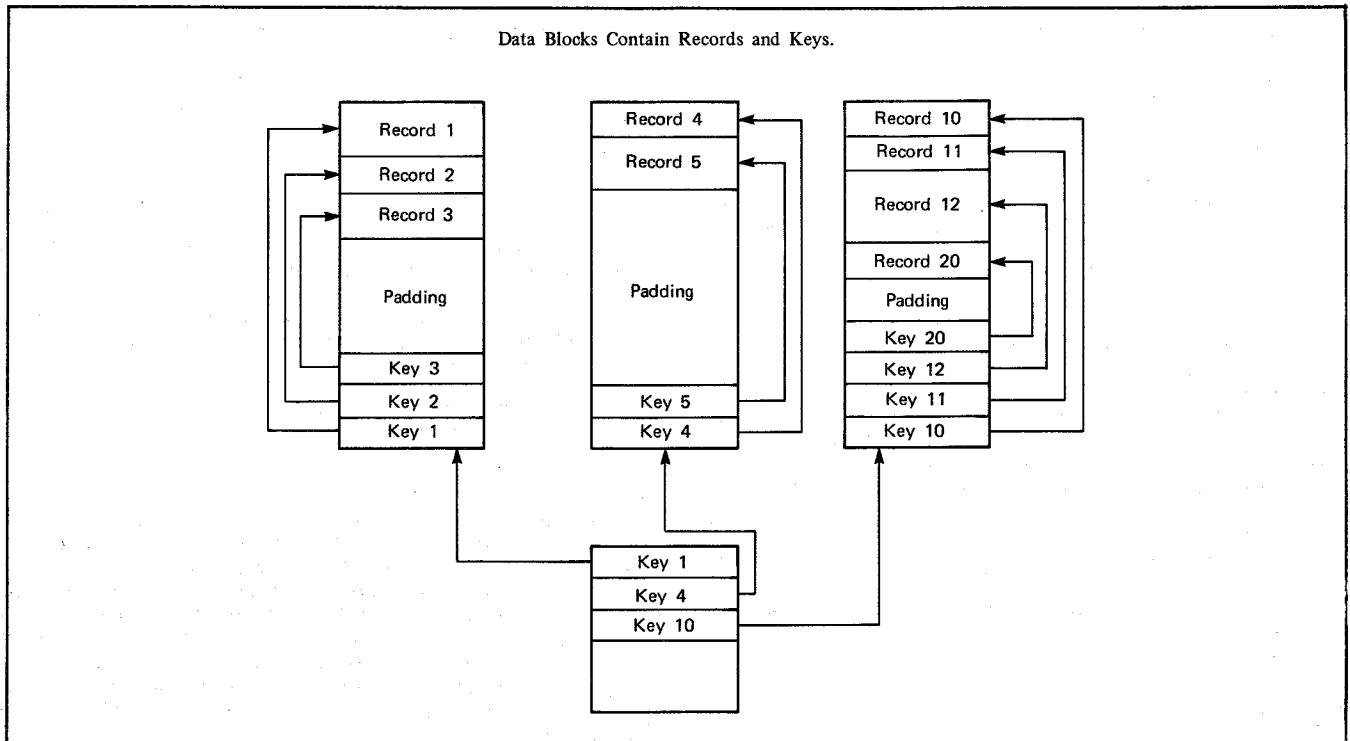 Data Blocks Contain Records and Keys.
Record 1
Record 2
Record 3
Padding
Key 3
Key 2
Key 1
Record 4
Record 5
Padding
Key 5
Key 4
Record 10
Record 11
Record 12
Record 20
Padding
Key 20
Key 12
Key 11
Key 10
Key 1
Key 4
Key 10